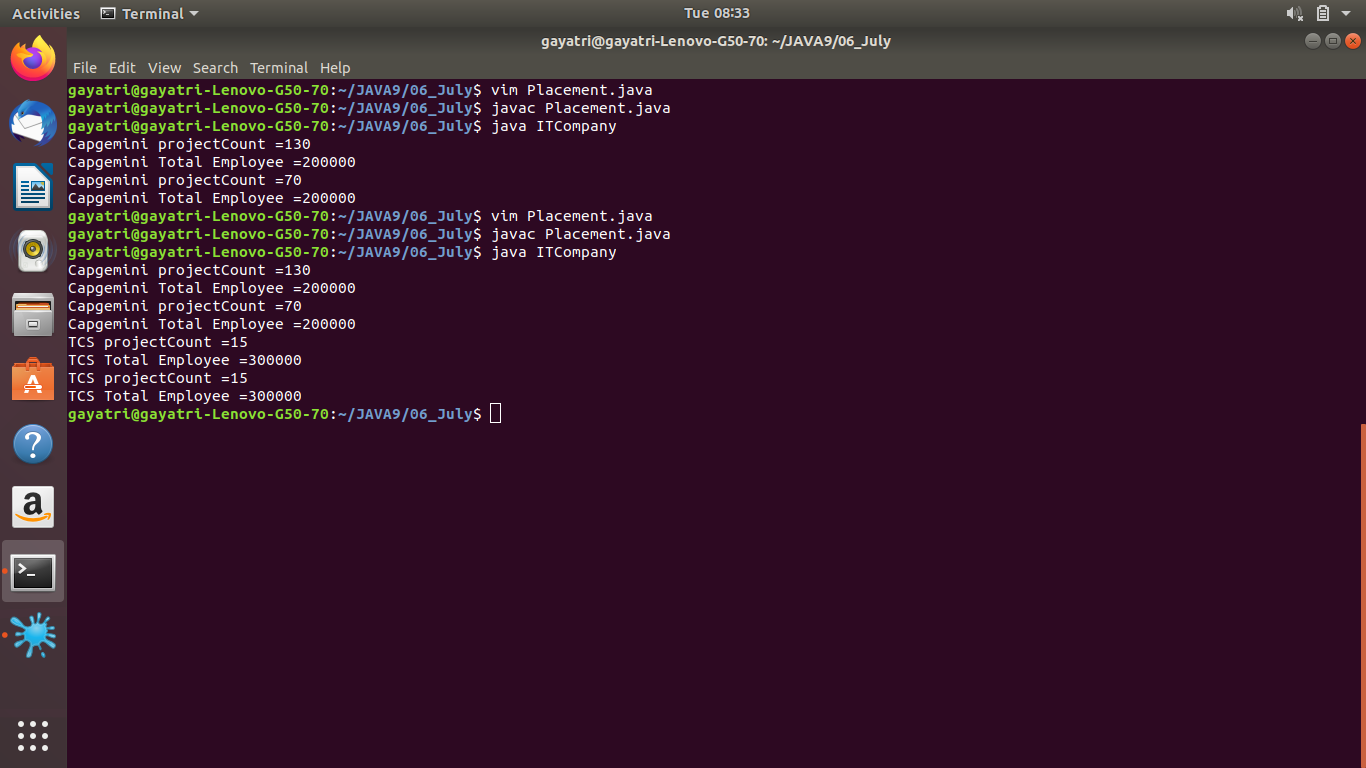 Activities Terminal Tue 08:33
gayatri@gayatri-Lenovo-G50-70: ~/JAVA9/06_July
File Edit View Search Terminal Help
gayatri@gayatri-Lenovo-G50-70:~/JAVA9/06_July$ vim Placement.java
gayatri@gayatri-Lenovo-G50-70:~/JAVA9/06_July$ javac Placement.java
gayatri@gayatri-Lenovo-G50-70:~/JAVA9/06_July$ java ITCompany
Capgemini projectCount =130
Capgemini Total Employee =200000
Capgemini projectCount =70
Capgemini Total Employee =200000
gayatri@gayatri-Lenovo-G50-70:~/JAVA9/06_July$ vim Placement.java
gayatri@gayatri-Lenovo-G50-70:~/JAVA9/06_July$ javac Placement.java
gayatri@gayatri-Lenovo-G50-70:~/JAVA9/06_July$ java ITCompany
Capgemini projectCount =130
Capgemini Total Employee =200000
Capgemini projectCount =70
Capgemini Total Employee =200000
TCS projectCount =15
TCS Total Employee =300000
TCS projectCount =15
TCS Total Employee =300000
gayatri@gayatri-Lenovo-G50-70:~/JAVA9/06_July$